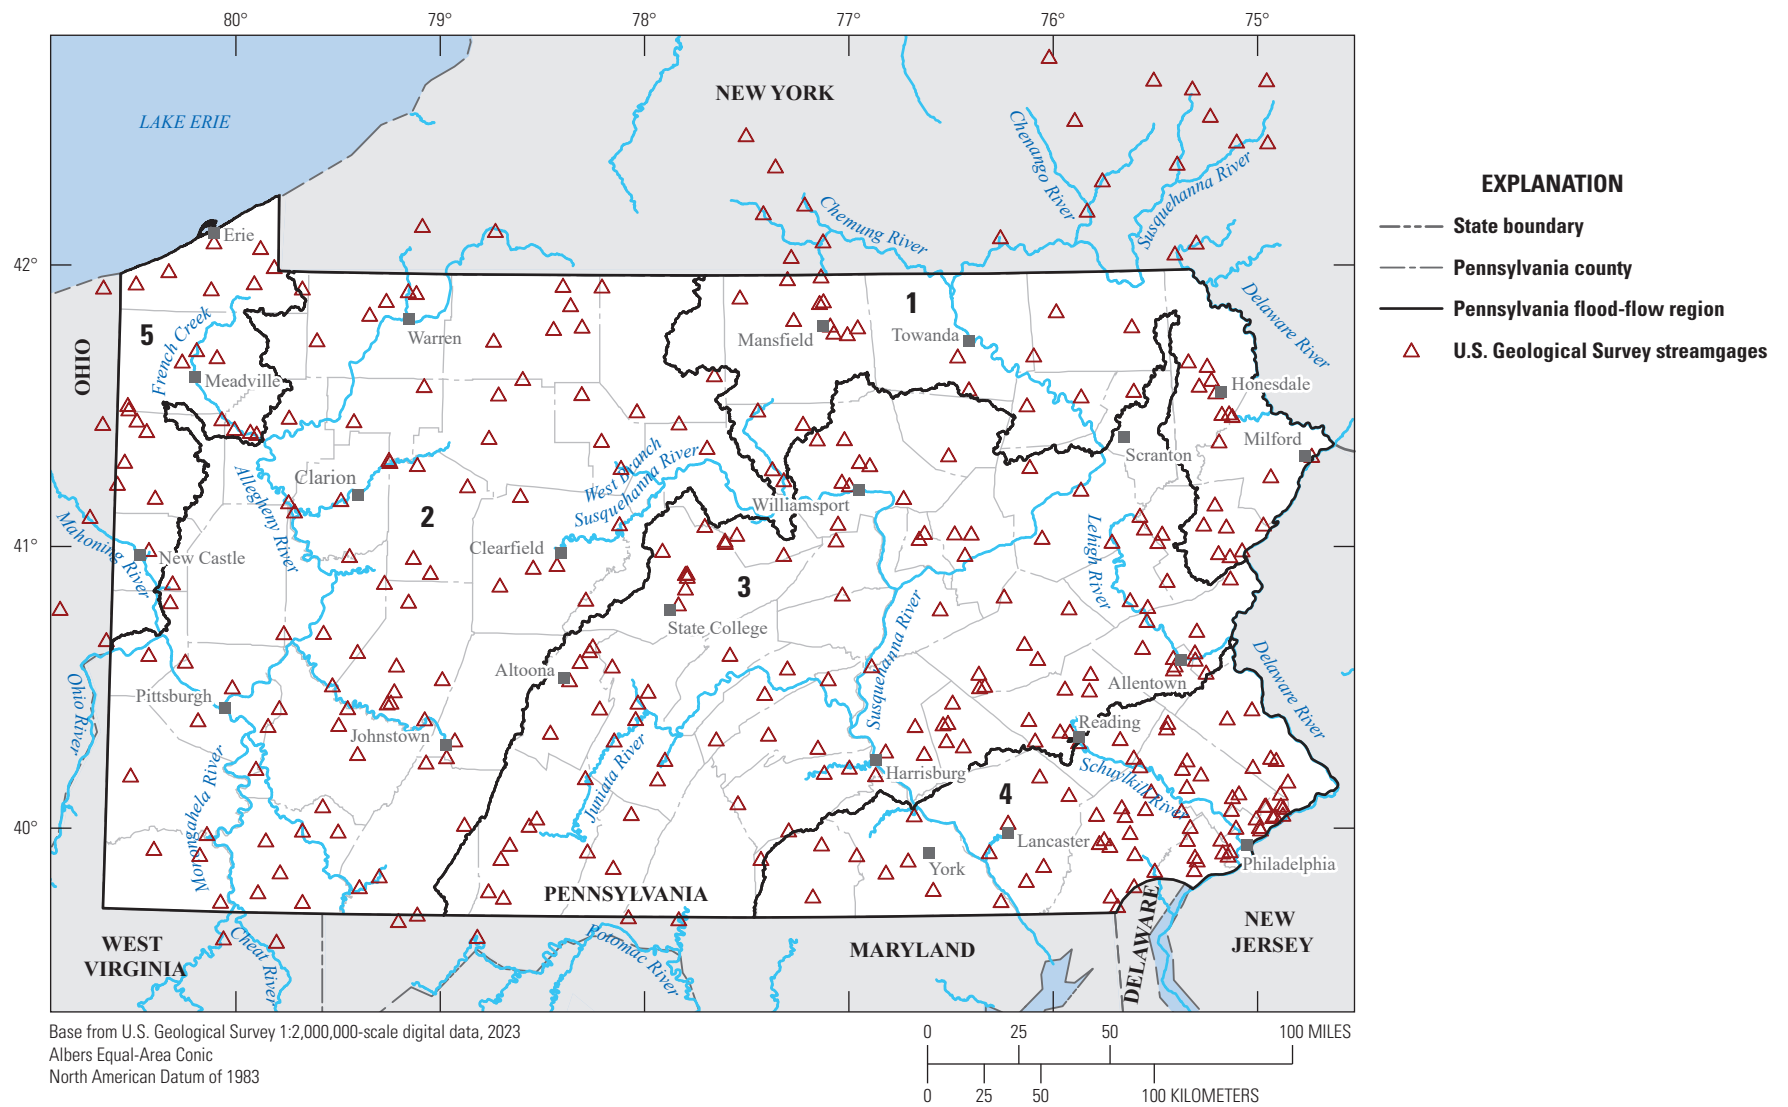 80°
79°
78°
77°
76°
75°
NEW YORK
LAKE ERIE
Chenango River
Susquehanna River
EXPLANATION
State boundary
Pennsylvania county
Pennsylvania flood-flow region
U.S. Geological Survey streamgages
Chemung River
Erie
42°
Delaware River
1
5
French Creek
Warren
Mansfield
Towanda
OHIO
Meadville
Honesdale
Milford
Scranton
Clarion
West Branch
Susquehanna River
Allegheny River
Williamsport
2
Mahoning River
Clearfield
Lehigh River
41°
New Castle
3
State College
Susquehanna River
Altoona
Allentown
Delaware River
Ohio River
Pittsburgh
Johnstown
Reading
Juniata River
Harrisburg
Schuylkill River
4
Monongahela River
40°
Lancaster
York
Philadelphia
PENNSYLVANIA
WEST
VIRGINIA
Cheat River
Potomac River
MARYLAND
DELAWARE
NEW
JERSEY
Base from U.S. Geological Survey 1:2,000,000-scale digital data, 2023
Albers Equal-Area Conic
North American Datum of 1983
0 25 50 100 MILES
0 25 50 100 KILOMETERS